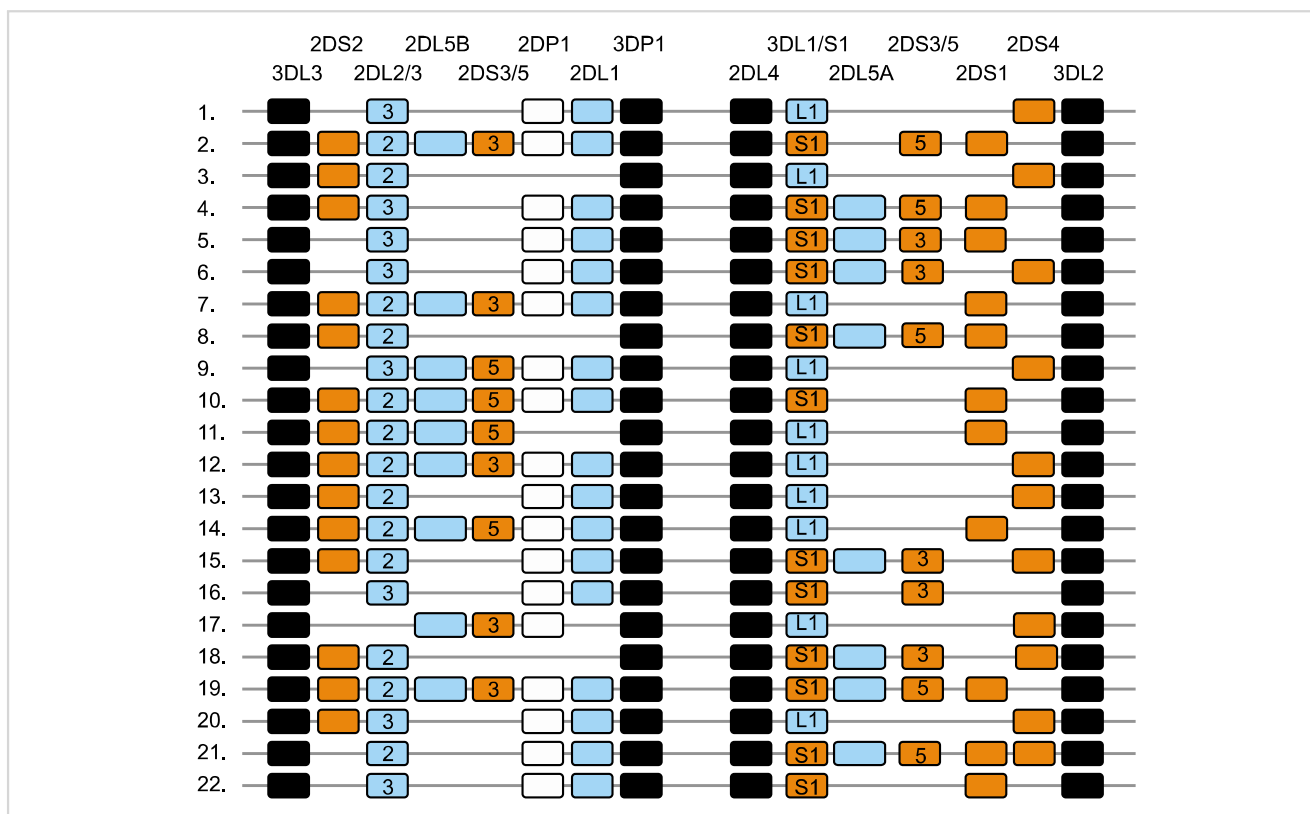 2DS2 2DL5B 2DP1 3DP1 3DL1/S1 2DS3/5 2DS4
3DL3 2DL2/3 2DS3/5 2DL1 2DL4 2DL5A 2DS1 3DL2
1. 3 L1
2. 2 3 S1 5
3. 2 L1
4. 3 S1 5
5. 3 S1 3
6. 3 S1 3
7. 2 3 L1
8. 2 S1 5
9. 3 5 L1
10. 2 5 S1
11. 2 5 L1
12. 2 3 L1
13. 2 L1
14. 2 5 L1
15. 2 S1 3
16. 3 S1 3
17. 3 L1
18. 2 S1 3
19. 2 3 S1 5
20. 3 L1
21. 2 S1 5
22. 3 S1